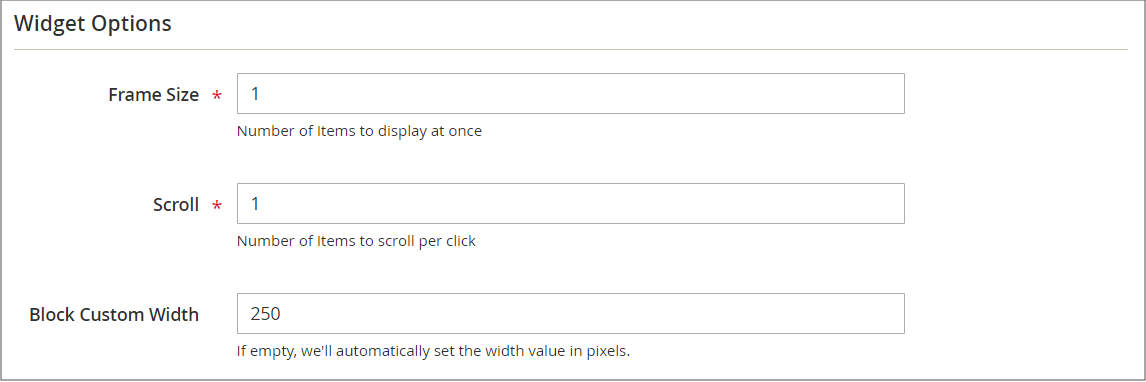 Widget Options
Frame Size * 1
Number of Items to display at once
Scroll * 1
Number of Items to scroll per click
Block Custom Width 250
If empty, we'll automatically set the width value in pixels.